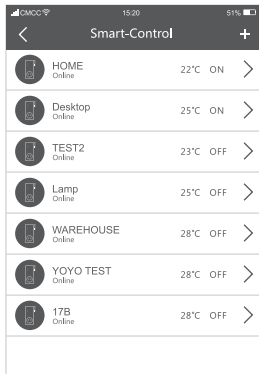 CMCC 15:20 51%
Smart-Control
HOME
Online 22°C ON
Desktop
Online 25°C ON
TEST2
Online 23°C OFF
Lamp
Online 25°C OFF
WAREHOUSE
Online 28°C OFF
YOYO TEST
Online 28°C OFF
17B
Online 28°C OFF